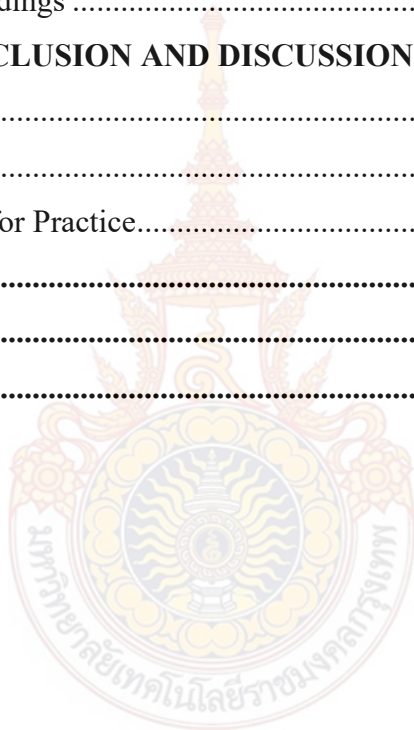 dings ................................................
CLUSION AND DISCUSSION
................................................
................................................
for Practice................................
................................................
................................................
................................................
มหาวิทยาลัยเทคโนโลยีราชมงคลกรุงเทพ